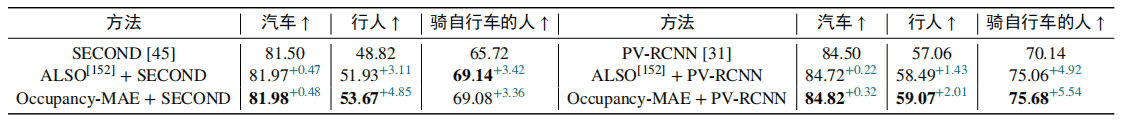 方法 汽车↑ 行人↑ 骑自行车的人↑ 方法 汽车↑ 行人↑ 骑自行车的人↑
SECOND [45] 81.50 48.82 65.72 PV-RCNN [31] 84.50 57.06 70.14
ALSO[152] + SECOND 81.97+0.47 51.93+3.11 69.14+3.42 ALSO[152] + PV-RCNN 84.72+0.22 58.49+1.43 75.06+4.92
Occupancy-MAE + SECOND 81.98+0.48 53.67+4.85 69.08+3.36 Occupancy-MAE + PV-RCNN 84.82+0.32 59.07+2.01 75.68+5.54